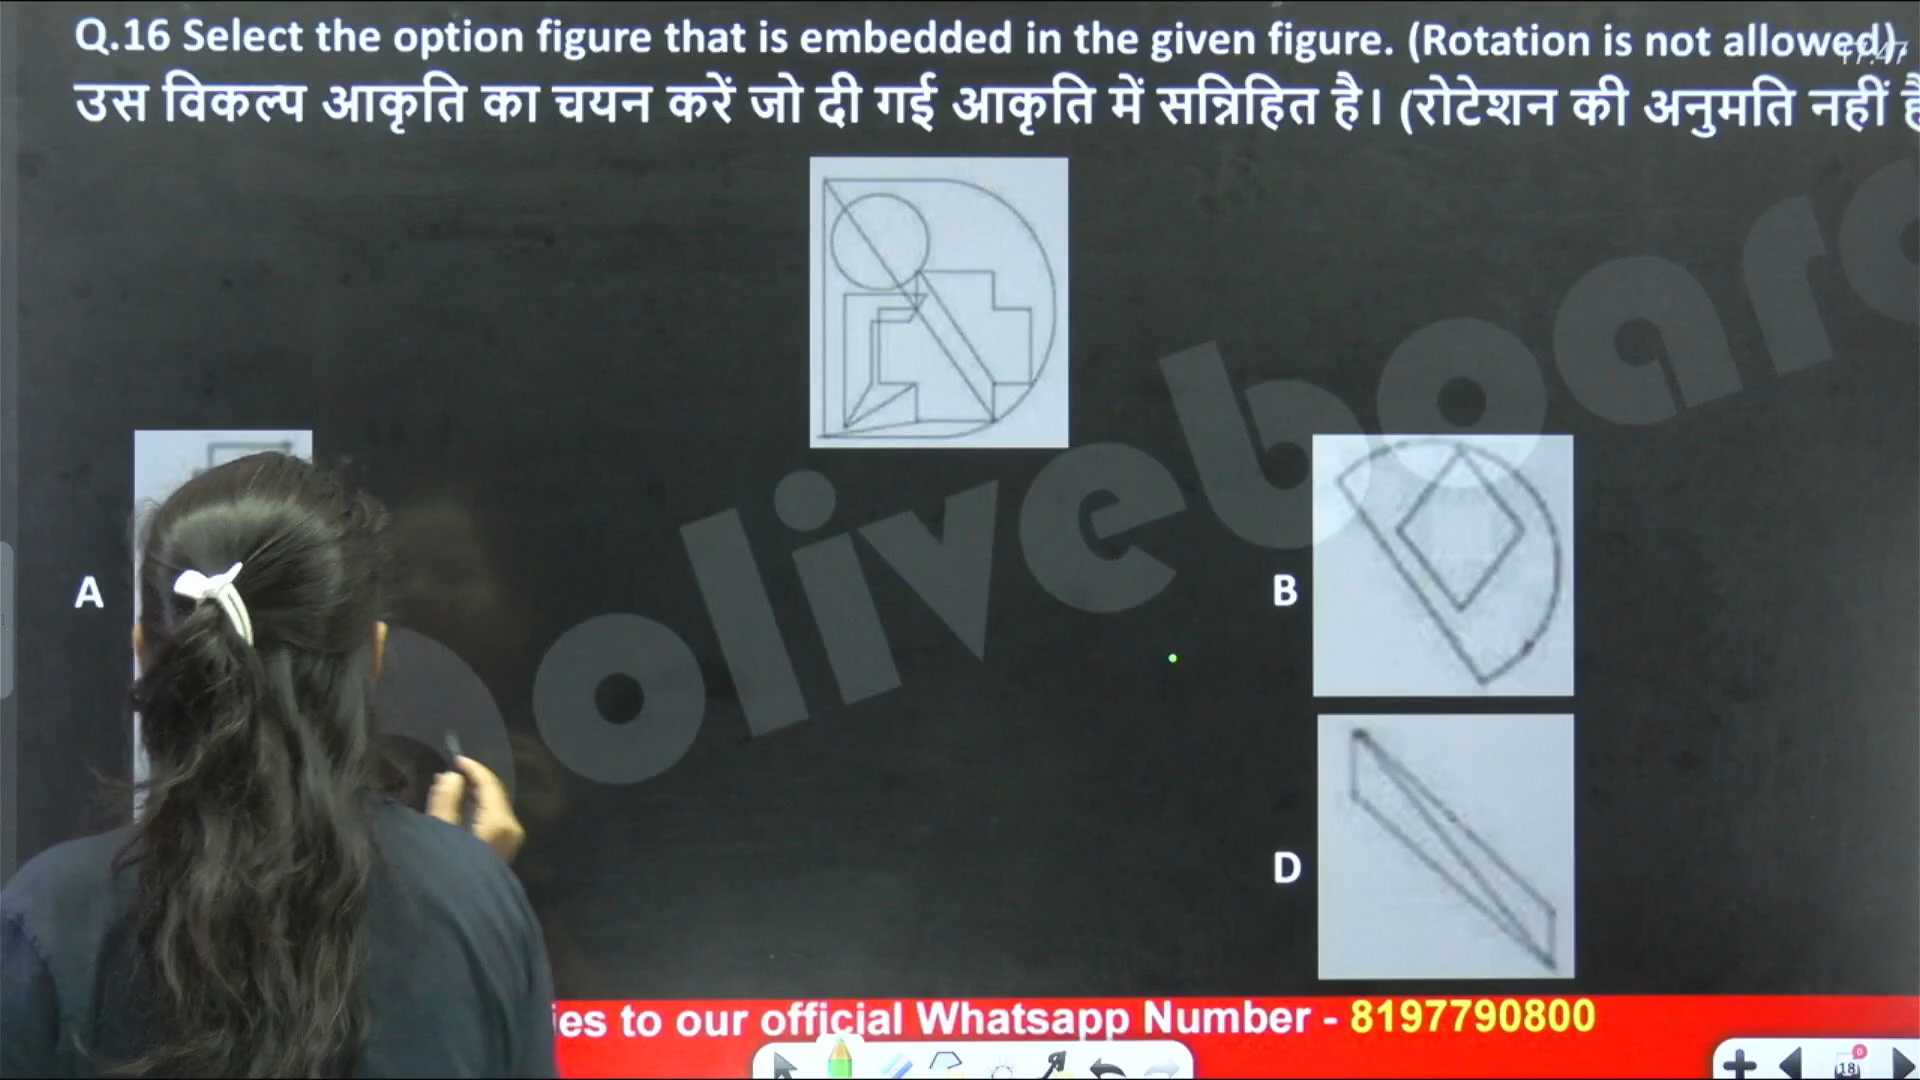 Q.16 Select the option figure that is embedded in the given figure. (Rotation is not allowed)
उस विकल्प आकृति का चयन करें जो दी गई आकृति में सन्निहित है। (रोटेशन की अनुमति नहीं है
oliveboard
A
B
D
ies to our official Whatsapp Number - 8197790800
18